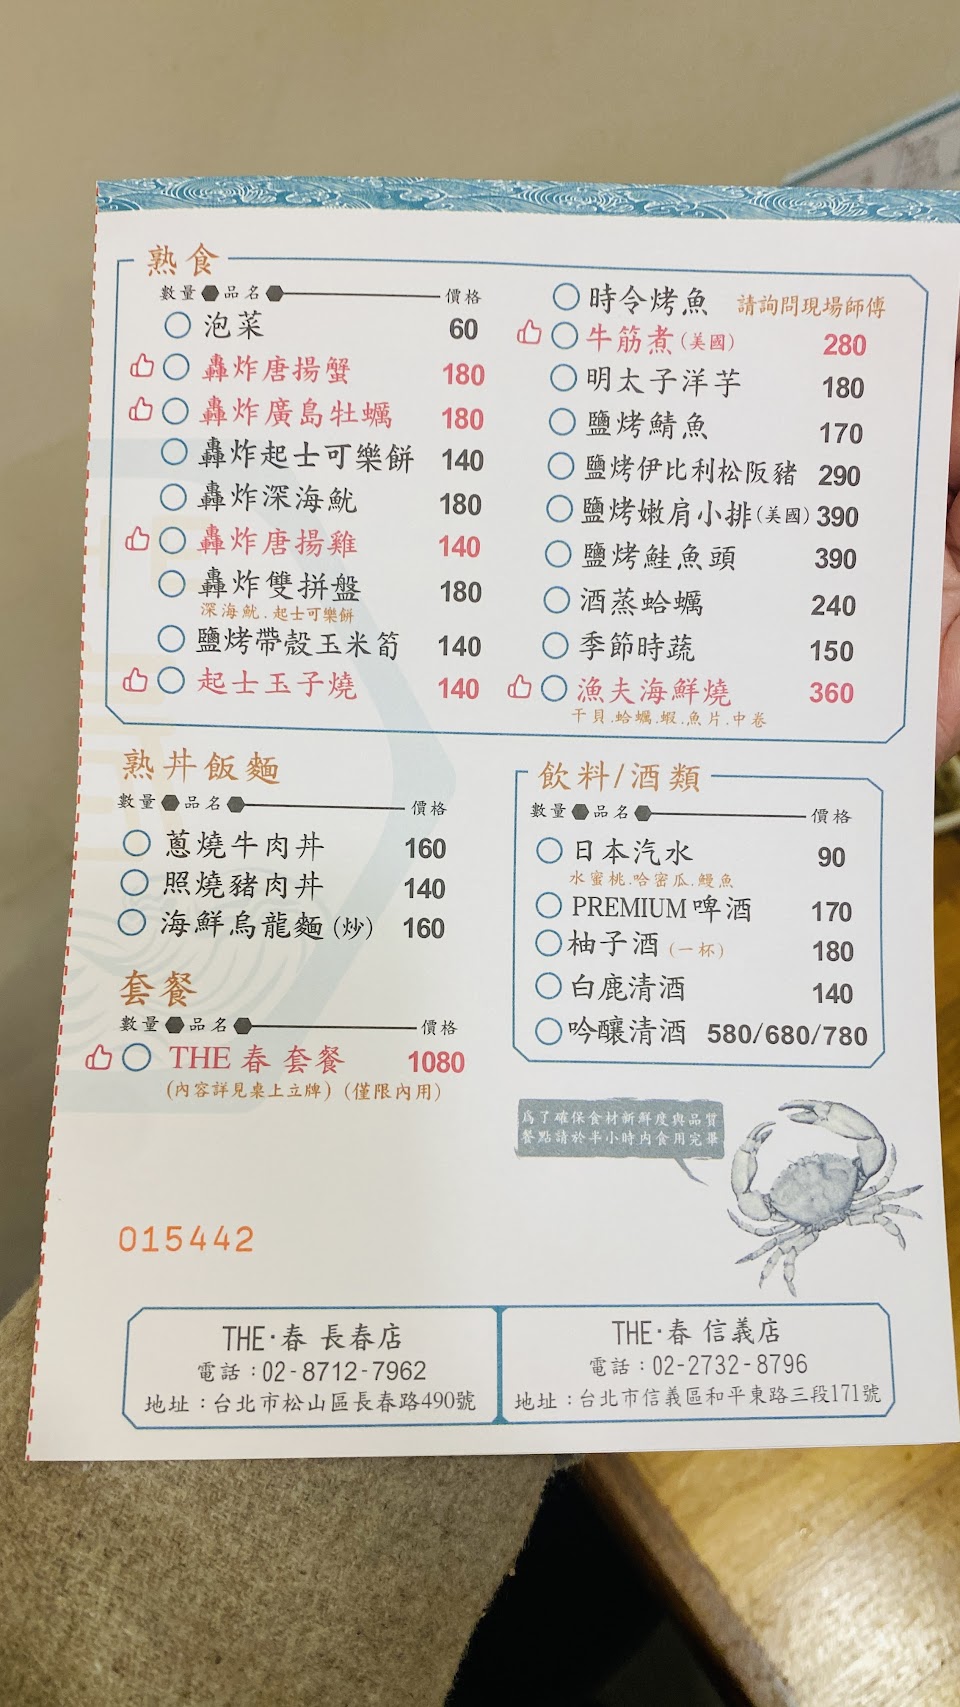 熟食
數量 品名 價格
泡菜 60
轟炸唐揚蟹 180
轟炸廣島牡蠣 180
轟炸起士可樂餅 140
轟炸深海魷 180
轟炸唐揚雞 140
轟炸雙拼盤 180
深海魷.起士可樂餅
鹽烤帶殼玉米筍 140
起士玉子燒 140
時令烤魚 請詢問現場師傅
牛筋煮(美國) 280
明太子洋芋 180
鹽烤鯖魚 170
鹽烤伊比利松阪豬 290
鹽烤嫩肩小排(美國) 390
鹽烤鮭魚頭 390
酒蒸蛤蠣 240
季節時蔬 150
漁夫海鮮燒 360
干貝.蛤蠣.蝦.魚片.中卷
熟丼飯麵
數量 品名 價格
蔥燒牛肉丼 160
照燒豬肉丼 140
海鮮烏龍麵(炒) 160
套餐
數量 品名 價格
THE 春 套餐 1080
(內容詳見桌上立牌)(僅限內用)
飲料/酒類
數量 品名 價格
日本汽水 90
水蜜桃.哈密瓜.鰻魚
PREMIUM啤酒 170
柚子酒(一杯) 180
白鹿清酒 140
吟釀清酒 580/680/780
為了確保食材新鮮度與品質
餐點請於半小時內食用完畢
015442
THE·春 長春店
電話：02-8712-7962
地址：台北市松山區長春路490號
THE·春 信義店
電話：02-2732-8796
地址：台北市信義區和平東路三段171號